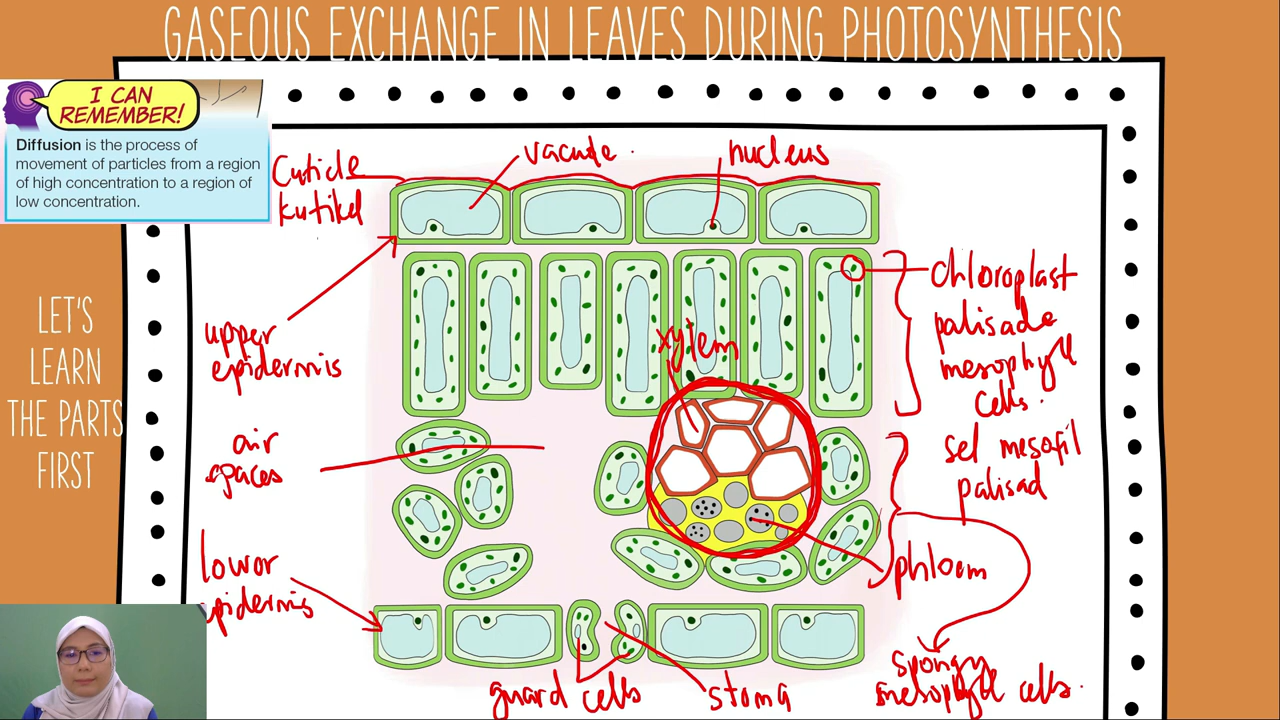 GASEOUS EXCHANGE IN LEAVES DURING PHOTOSYNTHESIS
I CAN
REMEMBER!
Diffusion is the process of
movement of particles from a region
of high concentration to a region of
low concentration.
LET'S
LEARN
THE PARTS
FIRST
Cuticle
kutikel
vacuole
nucleus
upper
epidermis
chloroplast
palisade
mesophyll
cells.
sel mesofil
palisad
xylem
air
spaces
phloem
lower
epidermis
guard cells
stoma
spongy
mesophyll cells.